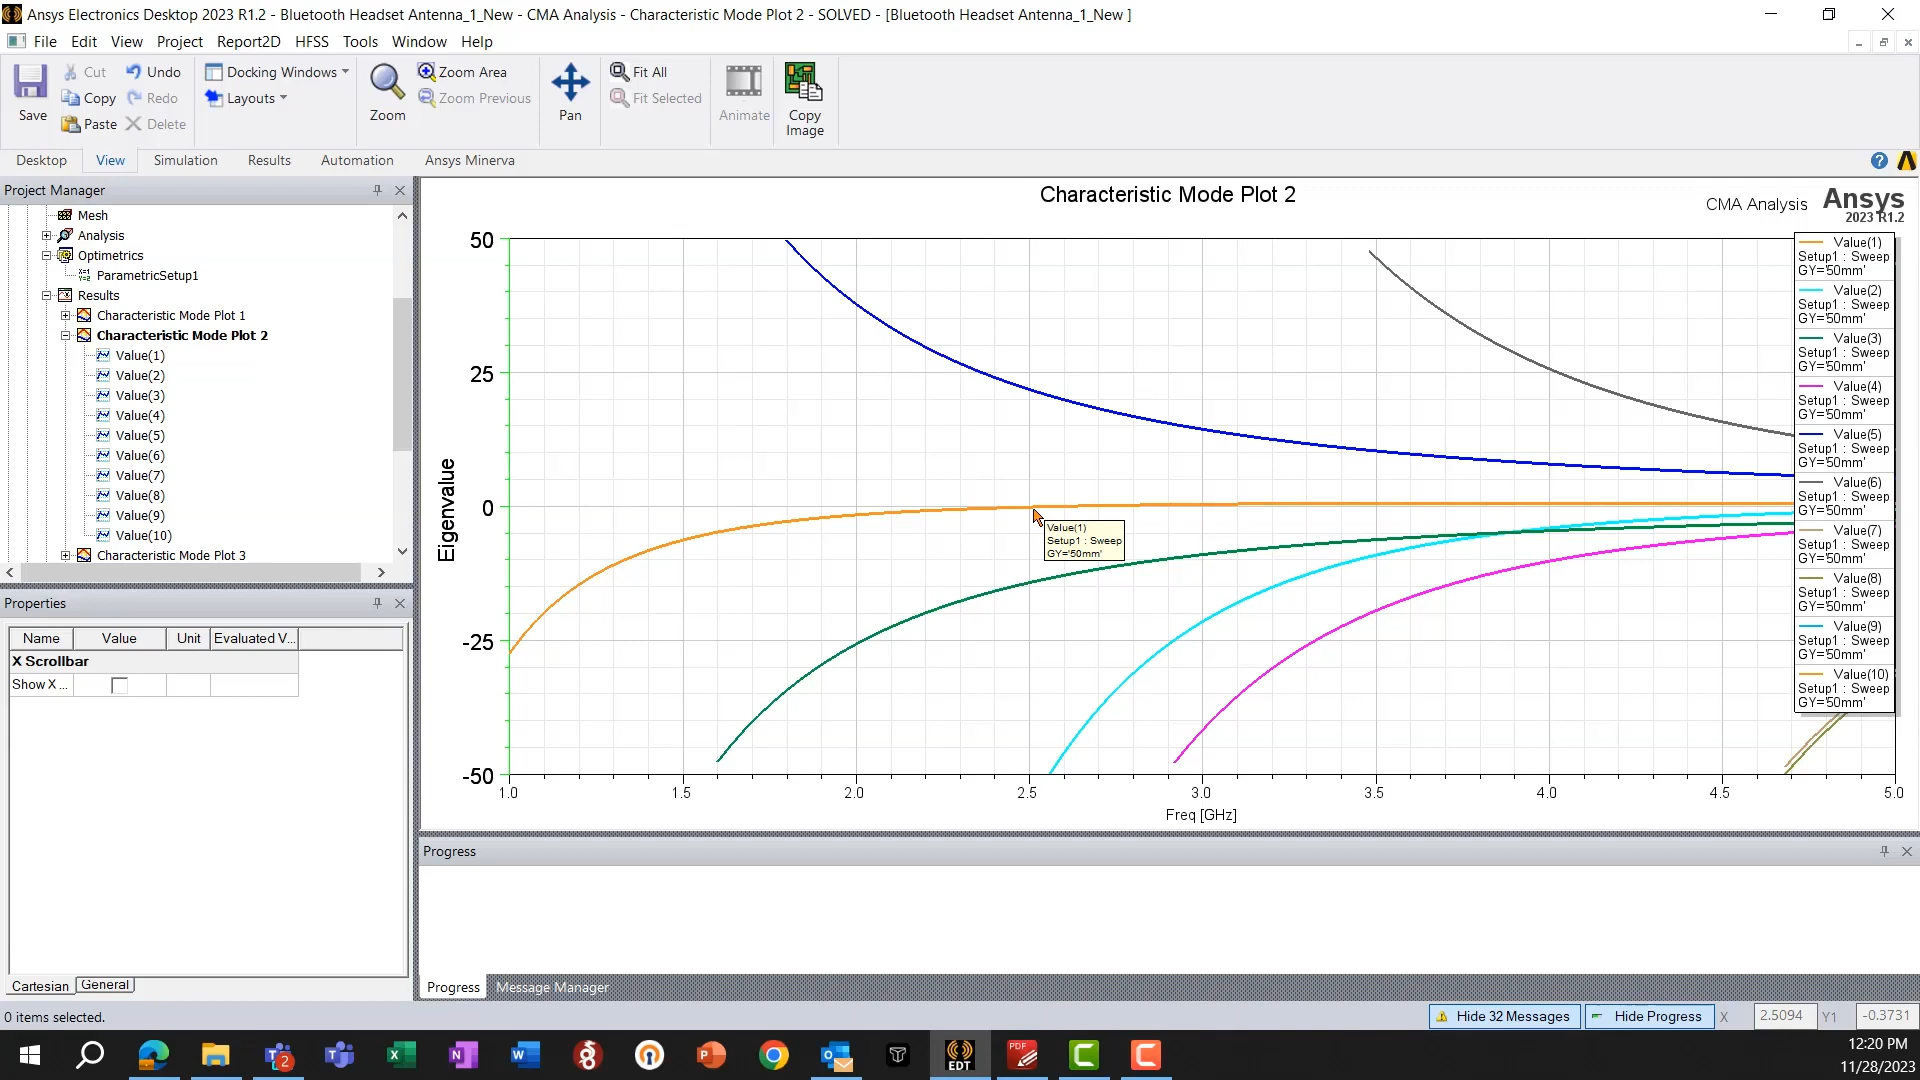 Ansys Electronics Desktop 2023 R1.2 - Bluetooth Headset Antenna_1_New - CMA Analysis - Characteristic Mode Plot 2 - SOLVED - [Bluetooth Headset Antenna_1_New ]
File Edit View Project Report2D HFSS Tools Window Help
Save
Cut
Copy
Paste
Undo
Redo
Delete
Docking Windows
Layouts
Zoom
Zoom Area
Zoom Previous
Pan
Fit All
Fit Selected
Animate
Copy
Image
Desktop View Simulation Results Automation Ansys Minerva
Project Manager
Mesh
Analysis
Optimetrics
ParametricSetup1
Results
Characteristic Mode Plot 1
Characteristic Mode Plot 2
Value(1)
Value(2)
Value(3)
Value(4)
Value(5)
Value(6)
Value(7)
Value(8)
Value(9)
Value(10)
Characteristic Mode Plot 3
Properties
Name Value Unit Evaluated V...
X Scrollbar
Show X ...
Cartesian General
Characteristic Mode Plot 2
CMA Analysis
Ansys
2023 R1.2
50
25
0
-25
-50
Eigenvalue
1.0 1.5 2.0 2.5 3.0 3.5 4.0 4.5 5.0
Freq [GHz]
Value(1)
Setup1 : Sweep
GY='50mm'
Value(1)
Setup1 : Sweep
GY='50mm'
Value(2)
Setup1 : Sweep
GY='50mm'
Value(3)
Setup1 : Sweep
GY='50mm'
Value(4)
Setup1 : Sweep
GY='50mm'
Value(5)
Setup1 : Sweep
GY='50mm'
Value(6)
Setup1 : Sweep
GY='50mm'
Value(7)
Setup1 : Sweep
GY='50mm'
Value(8)
Setup1 : Sweep
GY='50mm'
Value(9)
Setup1 : Sweep
GY='50mm'
Value(10)
Setup1 : Sweep
GY='50mm'
Progress
Progress Message Manager
0 items selected.
Hide 32 Messages Hide Progress X 2.5094 Y1 -0.3731
2
EDT
PDF
12:20 PM
11/28/2023